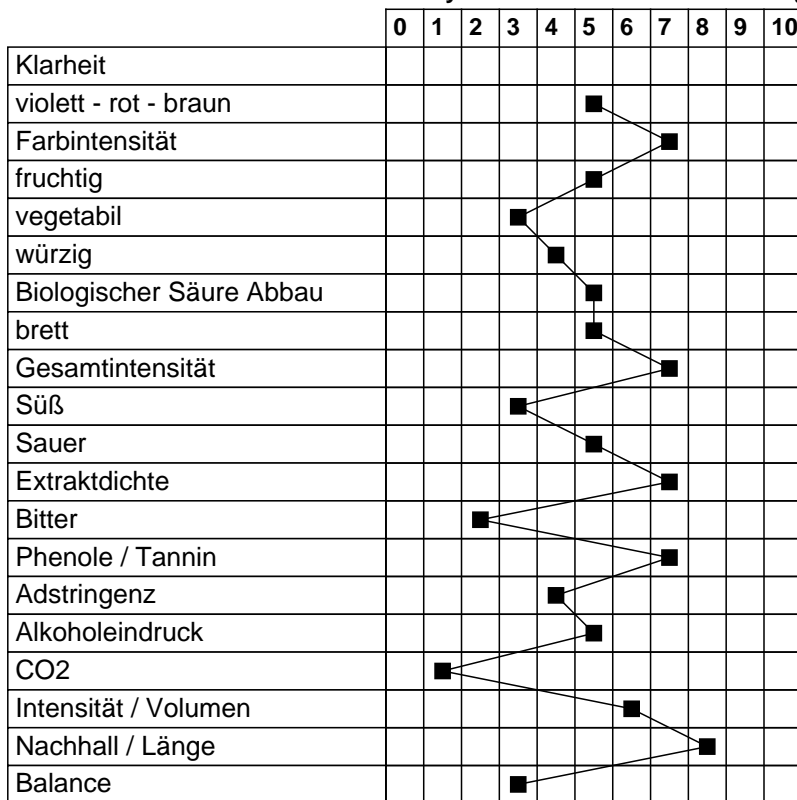 0 1 2 3 4 5 6 7 8 9 10
Klarheit
violett - rot - braun
Farbintensität
fruchtig
vegetabil
würzig
Biologischer Säure Abbau
brett
Gesamtintensität
Süß
Sauer
Extraktdichte
Bitter
Phenole / Tannin
Adstringenz
Alkoholeindruck
CO2
Intensität / Volumen
Nachhall / Länge
Balance